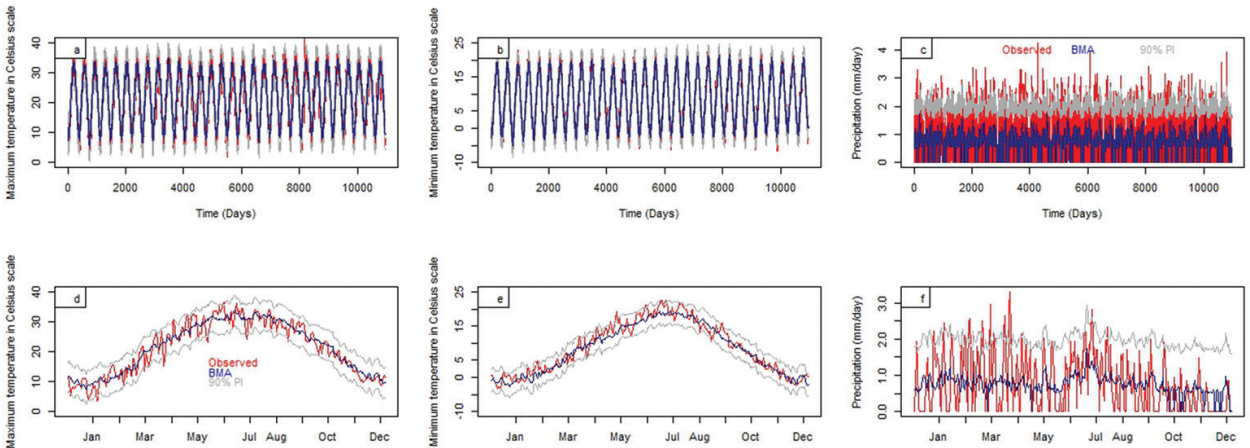 Maximum temperature in Celsius scale
a
40
30
20
10
0
0 2000 4000 6000 8000 10000
Time (Days)
Minimum temperature in Celsius scale
b
25
15
5
0
-10
0 2000 4000 6000 8000 10000
Time (Days)
Precipitation (mm/day)
c
Observed BMA 90% PI
4
3
2
1
0
0 2000 4000 6000 8000 10000
Time (Days)
Maximum temperature in Celsius scale
d
40
30
20
10
0
Observed
BMA
90% PI
Jan Mar May Jul Aug Oct Dec
Minimum temperature in Celsius scale
e
25
15
5
0
-10
Jan Mar May Jul Aug Oct Dec
Precipitation (mm/day)
f
3.0
2.0
1.0
0.0
Jan Mar May Jul Aug Oct Dec